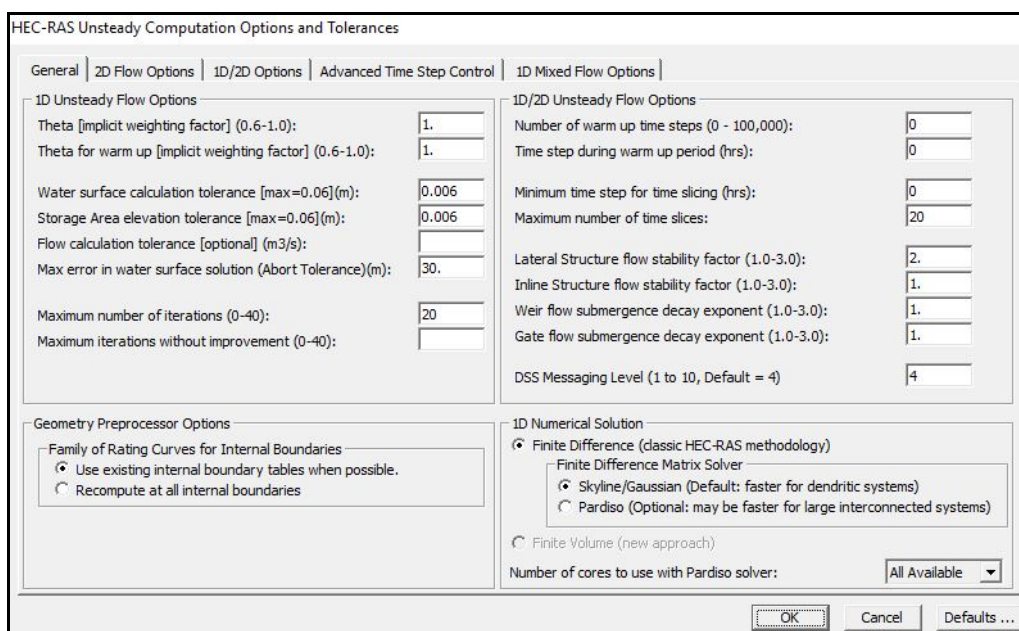 HEC-RAS Unsteady Computation Options and Tolerances
General 2D Flow Options 1D/2D Options Advanced Time Step Control 1D Mixed Flow Options
1D Unsteady Flow Options
Theta [implicit weighting factor] (0.6-1.0): 1.
Theta for warm up [implicit weighting factor] (0.6-1.0): 1.
Water surface calculation tolerance [max=0.06](m): 0.006
Storage Area elevation tolerance [max=0.06](m): 0.006
Flow calculation tolerance [optional] (m3/s):
Max error in water surface solution (Abort Tolerance)(m): 30.
Maximum number of iterations (0-40): 20
Maximum iterations without improvement (0-40):
1D/2D Unsteady Flow Options
Number of warm up time steps (0 - 100,000): 0
Time step during warm up period (hrs): 0
Minimum time step for time slicing (hrs): 0
Maximum number of time slices: 20
Lateral Structure flow stability factor (1.0-3.0): 2.
Inline Structure flow stability factor (1.0-3.0): 1.
Weir flow submergence decay exponent (1.0-3.0): 1.
Gate flow submergence decay exponent (1.0-3.0): 1.
DSS Messaging Level (1 to 10, Default = 4) 4
Geometry Preprocessor Options
Family of Rating Curves for Internal Boundaries
Use existing internal boundary tables when possible.
Recompute at all internal boundaries
1D Numerical Solution
Finite Difference (classic HEC-RAS methodology)
Finite Difference Matrix Solver
Skyline/Gaussian (Default: faster for dendritic systems)
Pardiso (Optional: may be faster for large interconnected systems)
Finite Volume (new approach)
Number of cores to use with Pardiso solver: All Available
OK Cancel Defaults ...